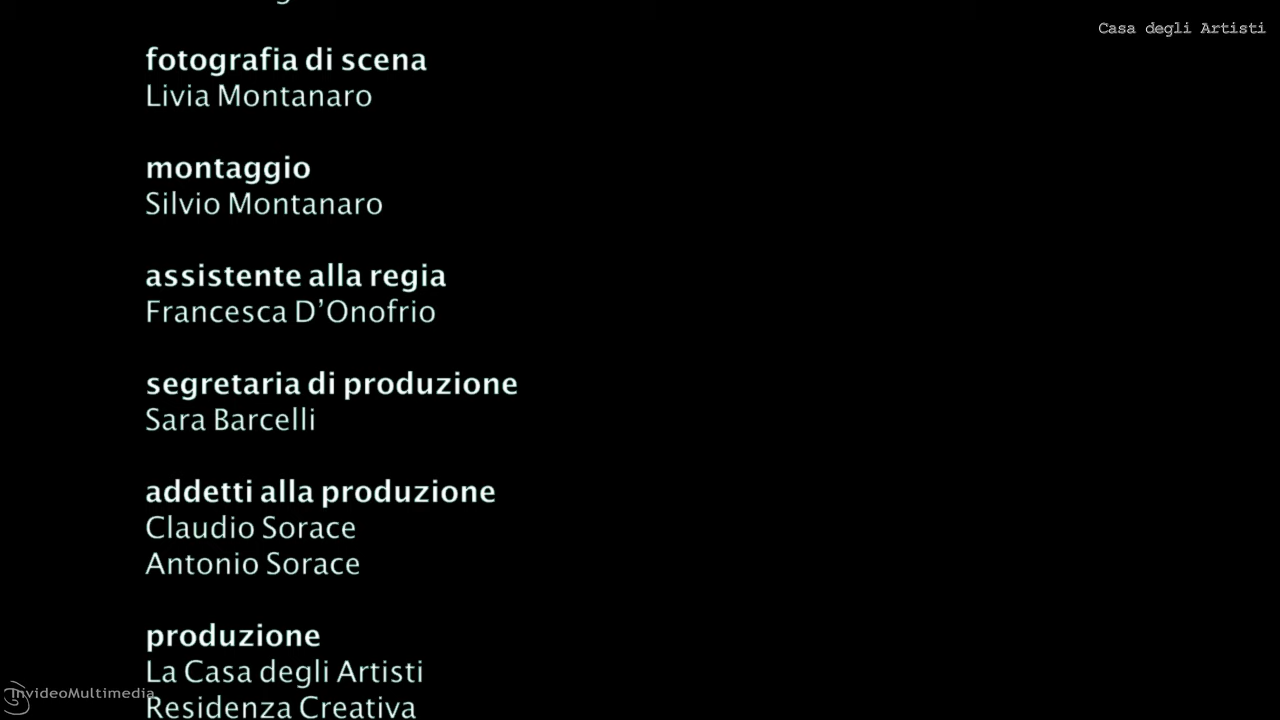 Casa degli Artisti
fotografia di scena
Livia Montanaro
montaggio
Silvio Montanaro
assistente alla regia
Francesca D’Onofrio
segretaria di produzione
Sara Barcelli
addetti alla produzione
Claudio Sorace
Antonio Sorace
produzione
La Casa degli Artisti
InvideoMultimedia
Residenza Creativa